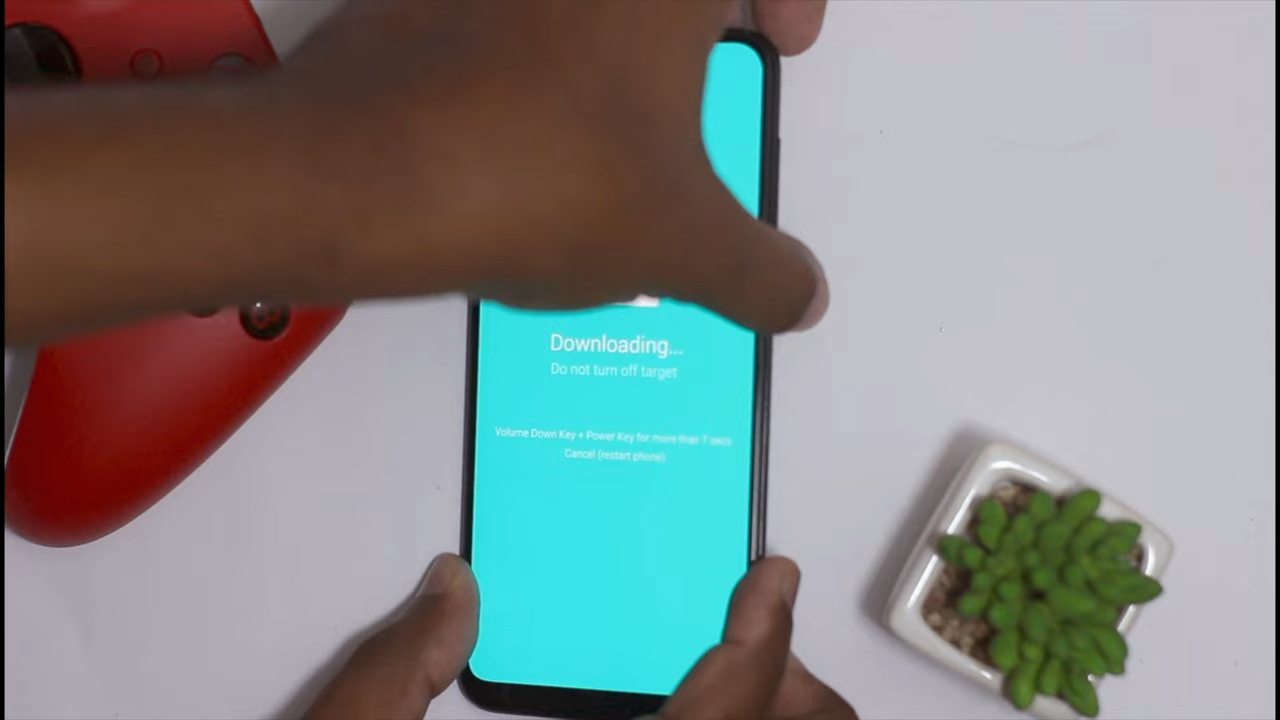 Downloading...
Do not turn off target
Volume Down Key + Power Key for more than 7 secs
Cancel (restart phone)